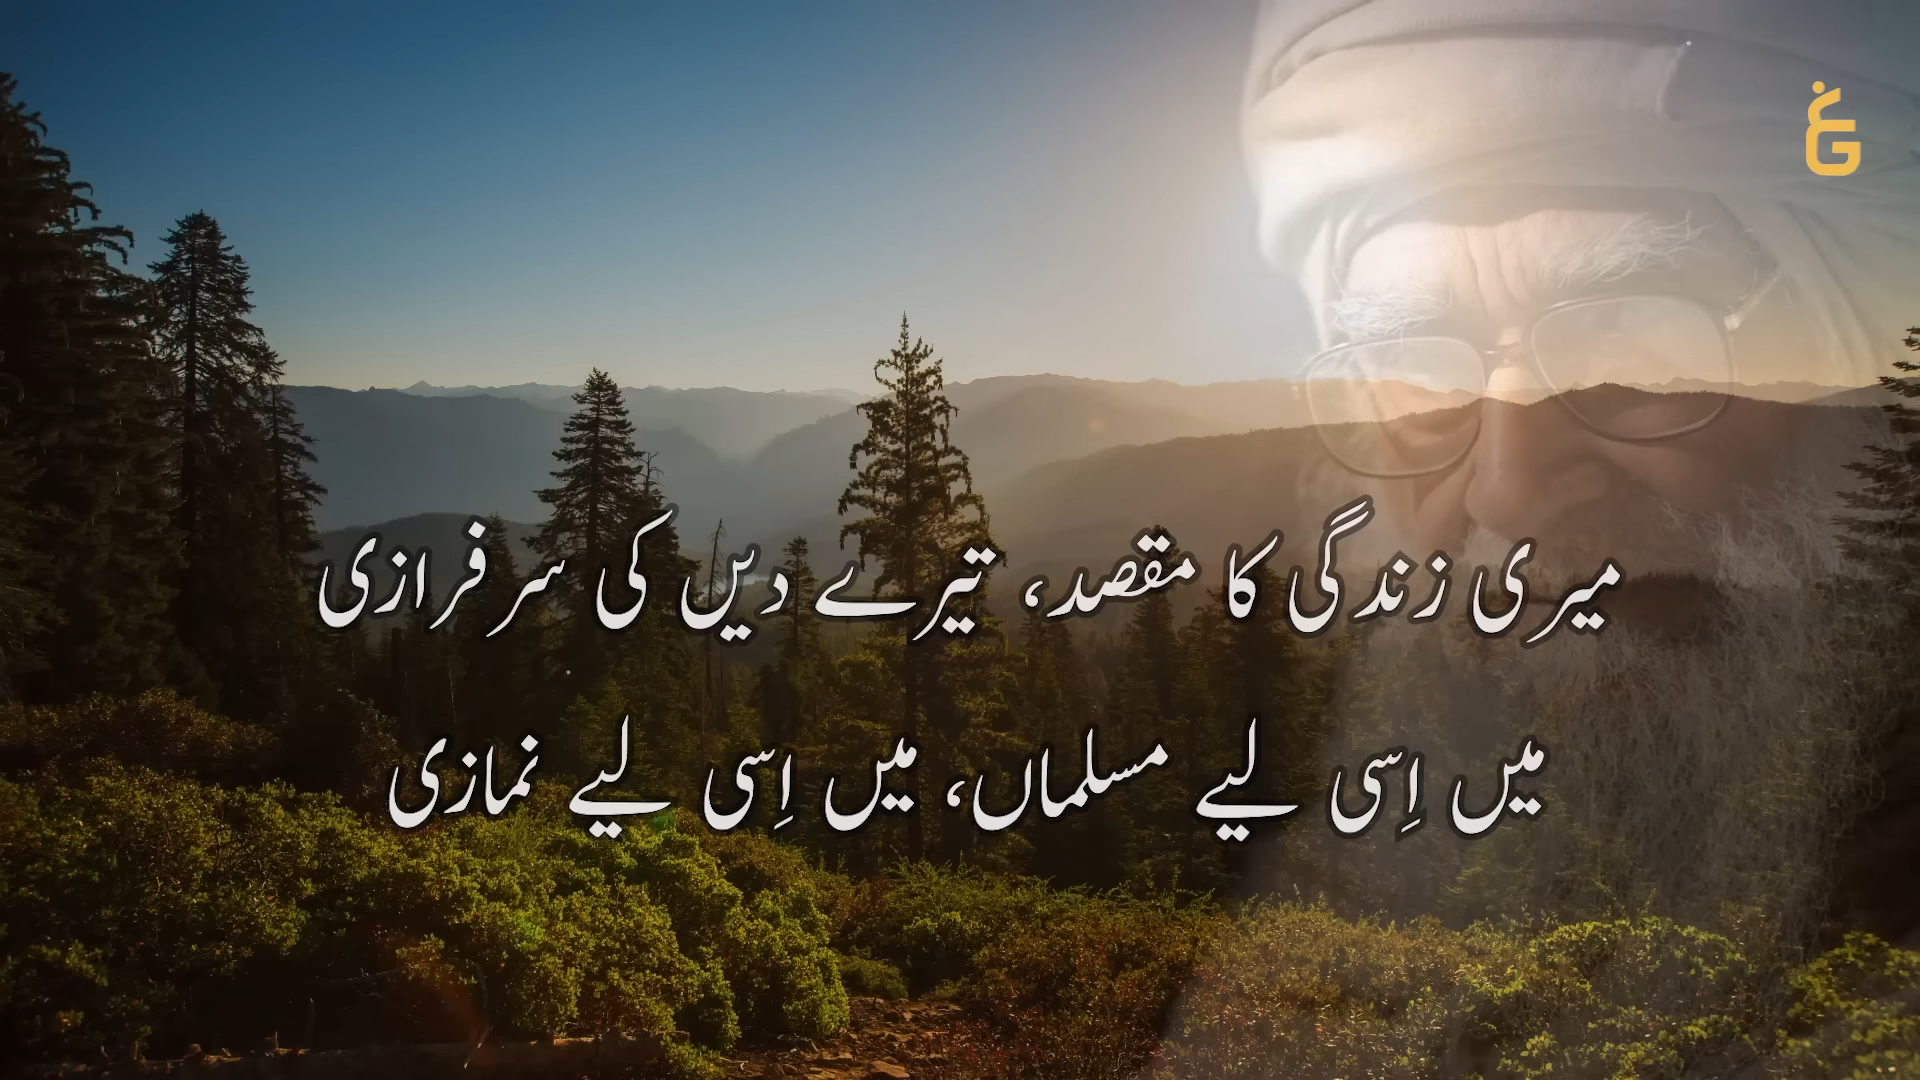 غ G
میری زندگی کا مقصد، تیرے دیں کی سرفرازی
میں اِسی لیے مسلماں، میں اِسی لیے نمازی